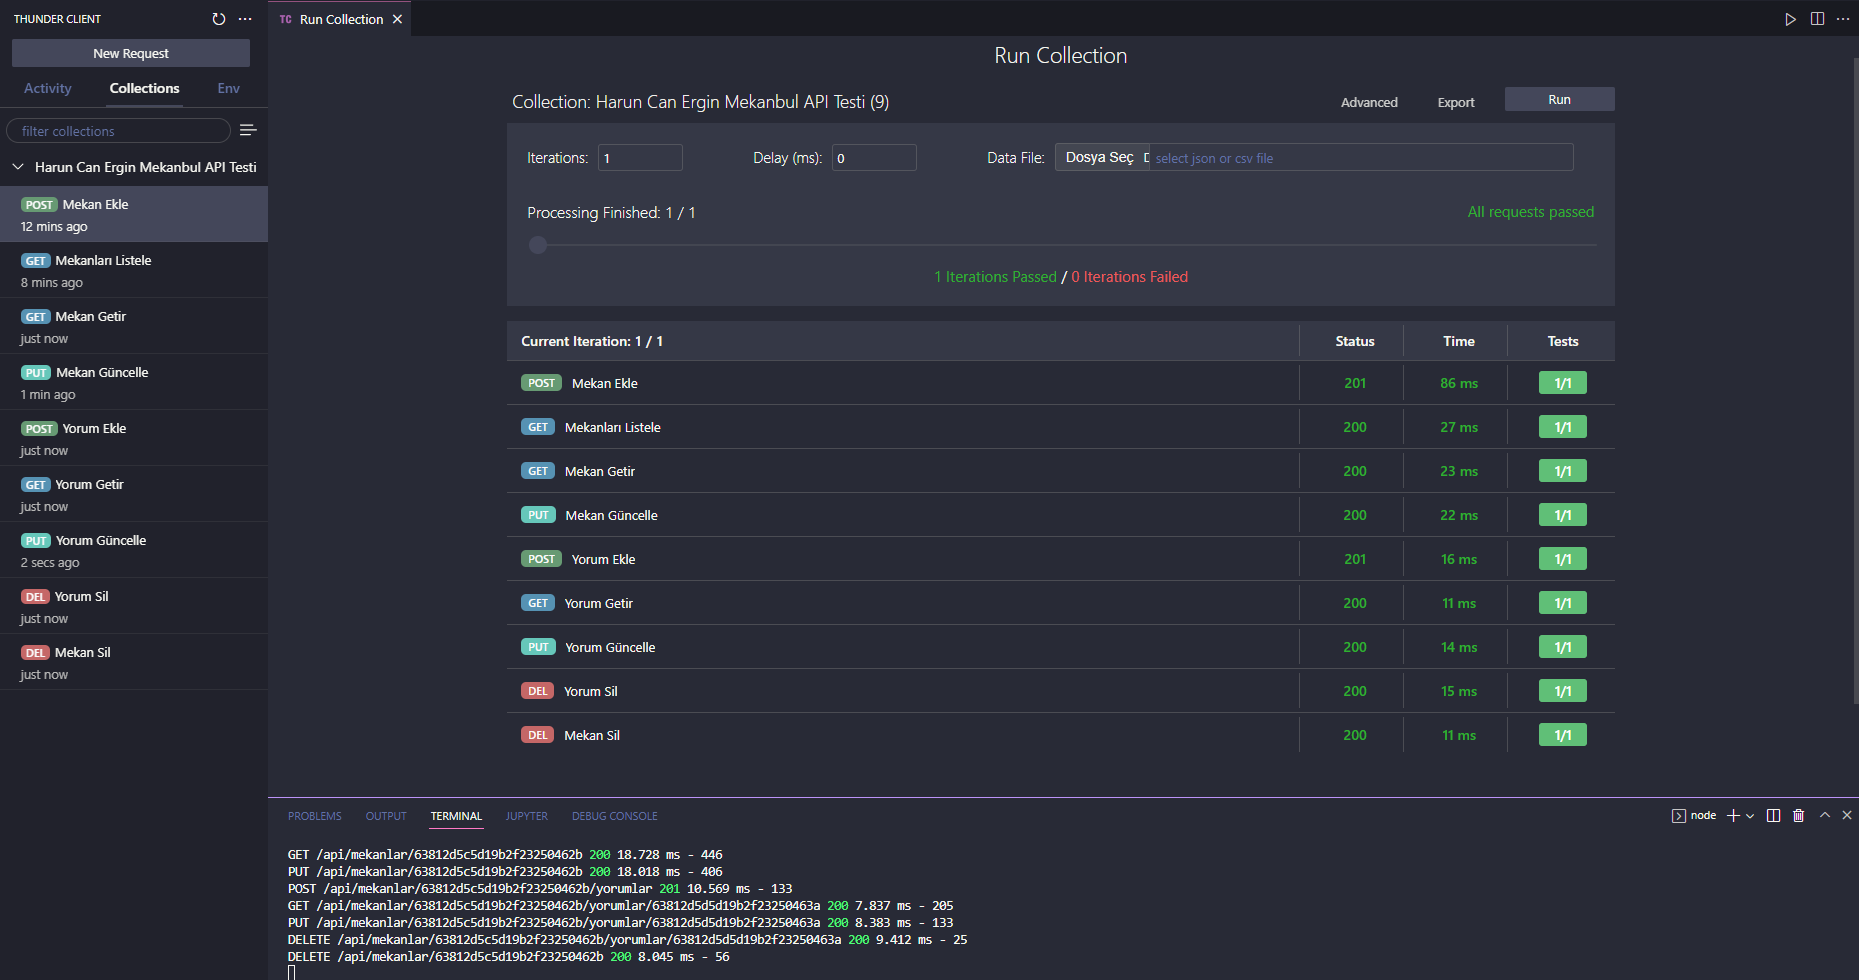 THUNDER CLIENT
New Request
Activity Collections Env
filter collections
Harun Can Ergin Mekanbul API Testi
POST Mekan Ekle
12 mins ago
GET Mekanları Listele
8 mins ago
GET Mekan Getir
just now
PUT Mekan Güncelle
1 min ago
POST Yorum Ekle
just now
GET Yorum Getir
just now
PUT Yorum Güncelle
2 secs ago
DEL Yorum Sil
just now
DEL Mekan Sil
just now
TC Run Collection
Run Collection
Collection: Harun Can Ergin Mekanbul API Testi (9)
Advanced Export Run
Iterations: 1 Delay (ms): 0 Data File: Dosya Seç select json or csv file
Processing Finished: 1 / 1 All requests passed
1 Iterations Passed / 0 Iterations Failed
Current Iteration: 1 / 1 Status Time Tests
POST Mekan Ekle 201 86 ms 1/1
GET Mekanları Listele 200 27 ms 1/1
GET Mekan Getir 200 23 ms 1/1
PUT Mekan Güncelle 200 22 ms 1/1
POST Yorum Ekle 201 16 ms 1/1
GET Yorum Getir 200 11 ms 1/1
PUT Yorum Güncelle 200 14 ms 1/1
DEL Yorum Sil 200 15 ms 1/1
DEL Mekan Sil 200 11 ms 1/1
PROBLEMS OUTPUT TERMINAL JUPYTER DEBUG CONSOLE node
GET /api/mekanlar/63812d5c5d19b2f23250462b 200 18.728 ms - 446
PUT /api/mekanlar/63812d5c5d19b2f23250462b 200 18.018 ms - 406
POST /api/mekanlar/63812d5c5d19b2f23250462b/yorumlar 201 10.569 ms - 133
GET /api/mekanlar/63812d5c5d19b2f23250462b/yorumlar/63812d5d5d19b2f23250463a 200 7.837 ms - 205
PUT /api/mekanlar/63812d5c5d19b2f23250462b/yorumlar/63812d5d5d19b2f23250463a 200 8.383 ms - 133
DELETE /api/mekanlar/63812d5c5d19b2f23250462b/yorumlar/63812d5d5d19b2f23250463a 200 9.412 ms - 25
DELETE /api/mekanlar/63812d5c5d19b2f23250462b 200 8.045 ms - 56